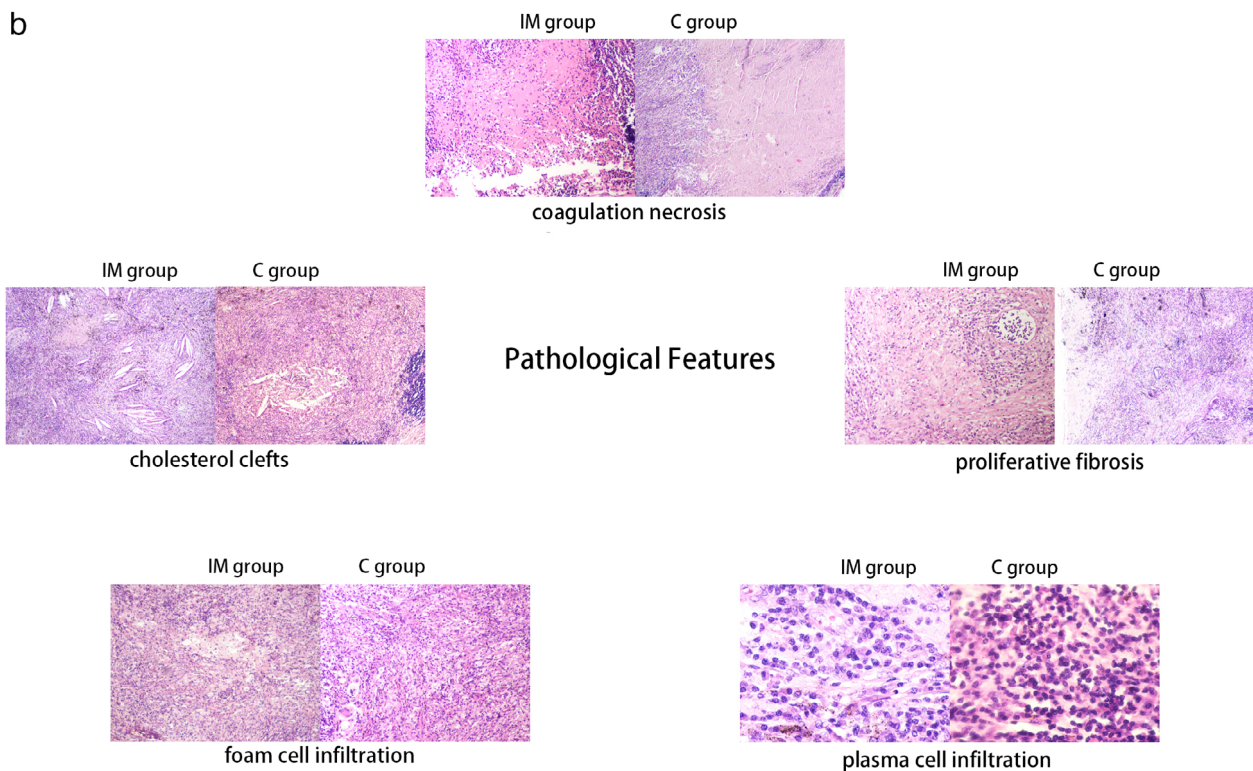 b
IM group C group
coagulation necrosis
IM group C group
IM group C group
Pathological Features
cholesterol clefts
proliferative fibrosis
IM group C group
IM group C group
foam cell infiltration
plasma cell infiltration